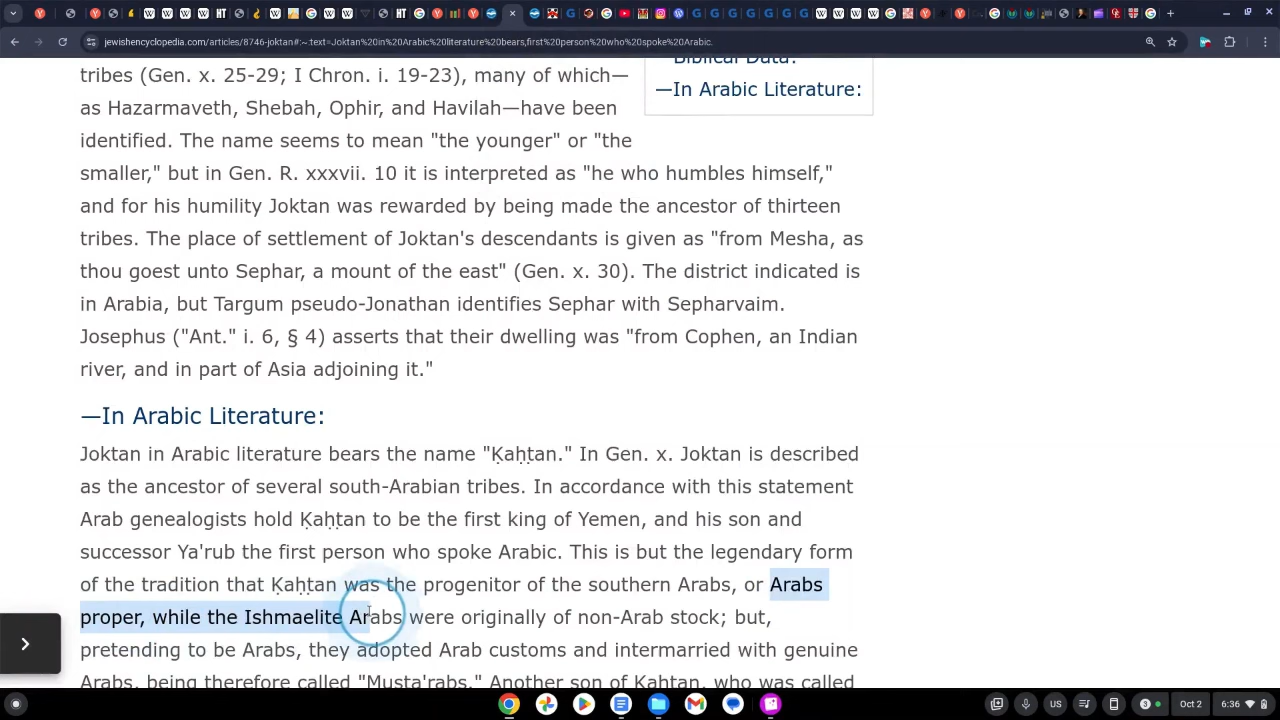 jewishencyclopedia.com/articles/8746-joktan#:~:text=Joktan%20in%20Arabic%20literature%20bears,first%20person%20who%20spoke%20Arabic.
Biblical Data:
—In Arabic Literature:
tribes (Gen. x. 25-29; I Chron. i. 19-23), many of which—
as Hazarmaveth, Shebah, Ophir, and Havilah—have been
identified. The name seems to mean "the younger" or "the
smaller," but in Gen. R. xxxvii. 10 it is interpreted as "he who humbles himself,"
and for his humility Joktan was rewarded by being made the ancestor of thirteen
tribes. The place of settlement of Joktan's descendants is given as "from Mesha, as
thou goest unto Sephar, a mount of the east" (Gen. x. 30). The district indicated is
in Arabia, but Targum pseudo-Jonathan identifies Sephar with Sepharvaim.
Josephus ("Ant." i. 6, § 4) asserts that their dwelling was "from Cophen, an Indian
river, and in part of Asia adjoining it."
—In Arabic Literature:
Joktan in Arabic literature bears the name "Ḳaḥṭan." In Gen. x. Joktan is described
as the ancestor of several south-Arabian tribes. In accordance with this statement
Arab genealogists hold Ḳaḥṭan to be the first king of Yemen, and his son and
successor Ya'rub the first person who spoke Arabic. This is but the legendary form
of the tradition that Ḳaḥṭan was the progenitor of the southern Arabs, or Arabs
proper, while the Ishmaelite Arabs were originally of non-Arab stock; but,
pretending to be Arabs, they adopted Arab customs and intermarried with genuine
Arabs, being therefore called "Musta'rabs." Another son of Ḳaḥṭan, who was called
US
3
Oct 2
6:36